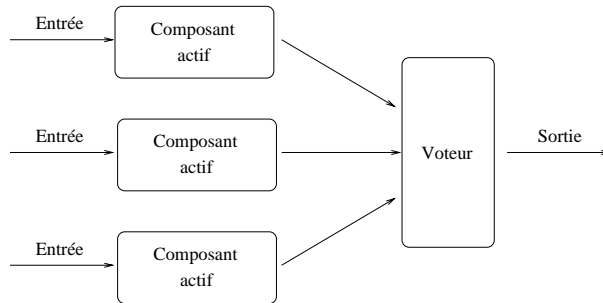 Entrée
Composant
actif
Entrée
Composant
actif
Voteur
Sortie
Entrée
Composant
actif